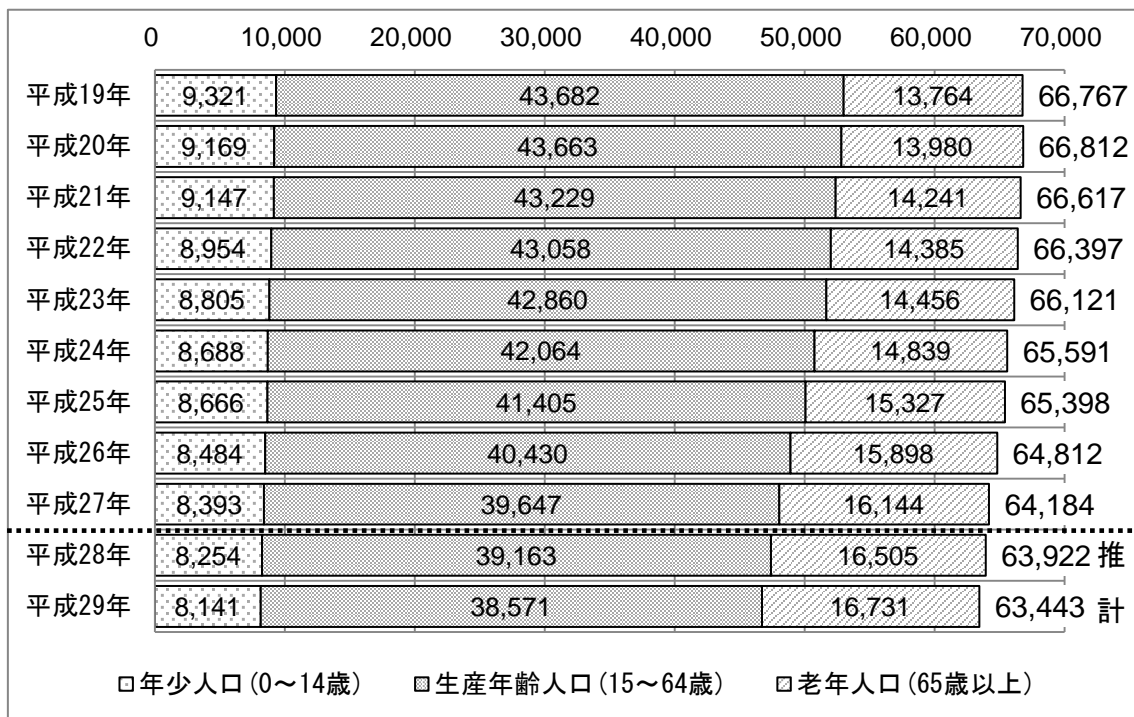 0 10,000 20,000 30,000 40,000 50,000 60,000 70,000
平成19年 9,321 43,682 13,764 66,767
平成20年 9,169 43,663 13,980 66,812
平成21年 9,147 43,229 14,241 66,617
平成22年 8,954 43,058 14,385 66,397
平成23年 8,805 42,860 14,456 66,121
平成24年 8,688 42,064 14,839 65,591
平成25年 8,666 41,405 15,327 65,398
平成26年 8,484 40,430 15,898 64,812
平成27年 8,393 39,647 16,144 64,184
平成28年 8,254 39,163 16,505 63,922 推
平成29年 8,141 38,571 16,731 63,443 計
年少人口(0～14歳) 生産年齢人口(15～64歳) 老年人口(65歳以上)